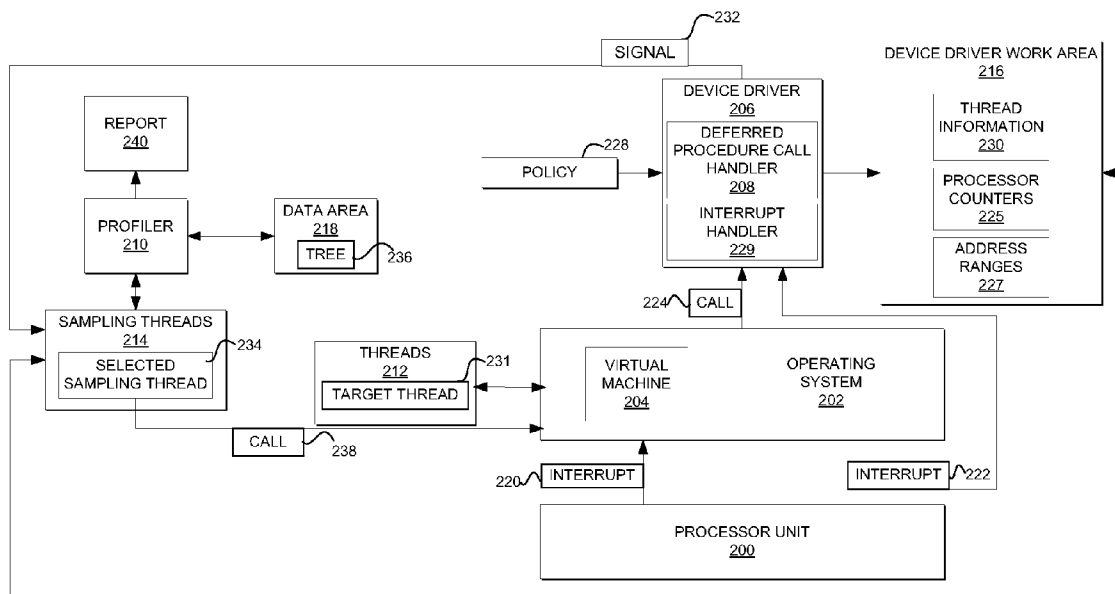 232
SIGNAL
DEVICE DRIVER WORK AREA
216
THREAD
INFORMATION
230
PROCESSOR
COUNTERS
225
ADDRESS
RANGES
227
DEVICE DRIVER
206
DEFERRED
PROCEDURE CALL
HANDLER
208
INTERRUPT
HANDLER
229
228
POLICY
REPORT
240
PROFILER
210
DATA AREA
218
TREE
236
224
CALL
SAMPLING THREADS
214
234
SELECTED
SAMPLING THREAD
THREADS
212
231
TARGET THREAD
VIRTUAL
MACHINE
204
OPERATING
SYSTEM
202
CALL
238
220
INTERRUPT
INTERRUPT
222
PROCESSOR UNIT
200